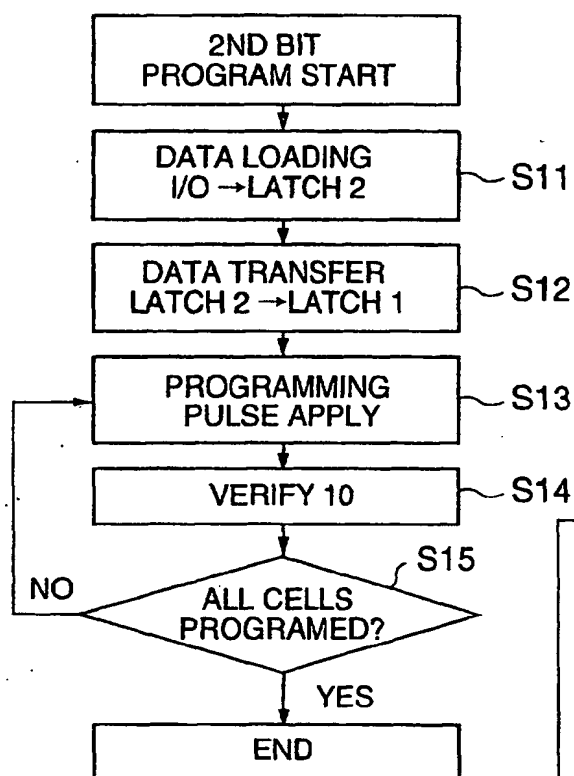 2ND BIT
PROGRAM START
DATA LOADING
I/O→LATCH 2
S11
DATA TRANSFER
LATCH 2→LATCH 1
S12
PROGRAMMING
PULSE APPLY
S13
VERIFY 10
S14
S15
NO
ALL CELLS
PROGRAMED?
YES
END